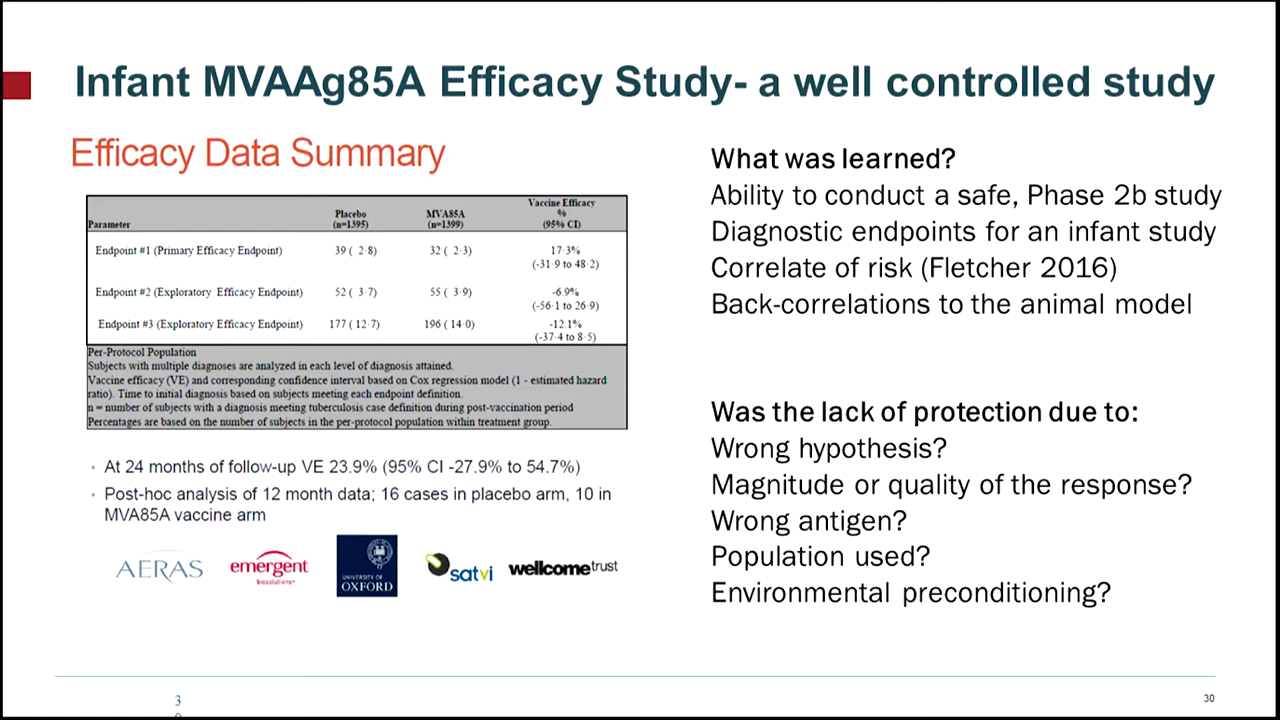 Infant MVAAg85A Efficacy Study- a well controlled study
Efficacy Data Summary
Parameter Placebo (n=1395) MVA85A (n=1399) Vaccine Efficacy % (95% CI)
Endpoint #1 (Primary Efficacy Endpoint) 39 ( 2·8) 32 ( 2·3) 17·3%
(-31·9 to 48·2)
Endpoint #2 (Exploratory Efficacy Endpoint) 52 ( 3·7) 55 ( 3·9) -6.9%
(-56·1 to 26·9)
Endpoint #3 (Exploratory Efficacy Endpoint) 177 ( 12·7) 196 ( 14·0) -12.1%
(-37·4 to 8·5)
Per-Protocol Population
Subjects with multiple diagnoses are analyzed in each level of diagnosis attained.
Vaccine efficacy (VE) and corresponding confidence interval based on Cox regression model (1 - estimated hazard
ratio). Time to initial diagnosis based on subjects meeting each endpoint definition.
n = number of subjects with a diagnosis meeting tuberculosis case definition during post-vaccination period
Percentages are based on the number of subjects in the per-protocol population within treatment group.
· At 24 months of follow-up VE 23.9% (95% CI -27.9% to 54.7%)
· Post-hoc analysis of 12 month data; 16 cases in placebo arm, 10 in
MVA85A vaccine arm
AERAS
emergent
biosolutions
UNIVERSITY OF
OXFORD
satvi
wellcometrust
What was learned?
Ability to conduct a safe, Phase 2b study
Diagnostic endpoints for an infant study
Correlate of risk (Fletcher 2016)
Back-correlations to the animal model
Was the lack of protection due to:
Wrong hypothesis?
Magnitude or quality of the response?
Wrong antigen?
Population used?
Environmental preconditioning?
3
30